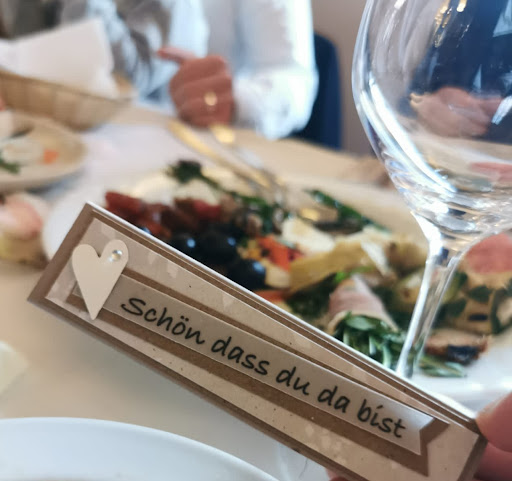 Schön dass du da bist